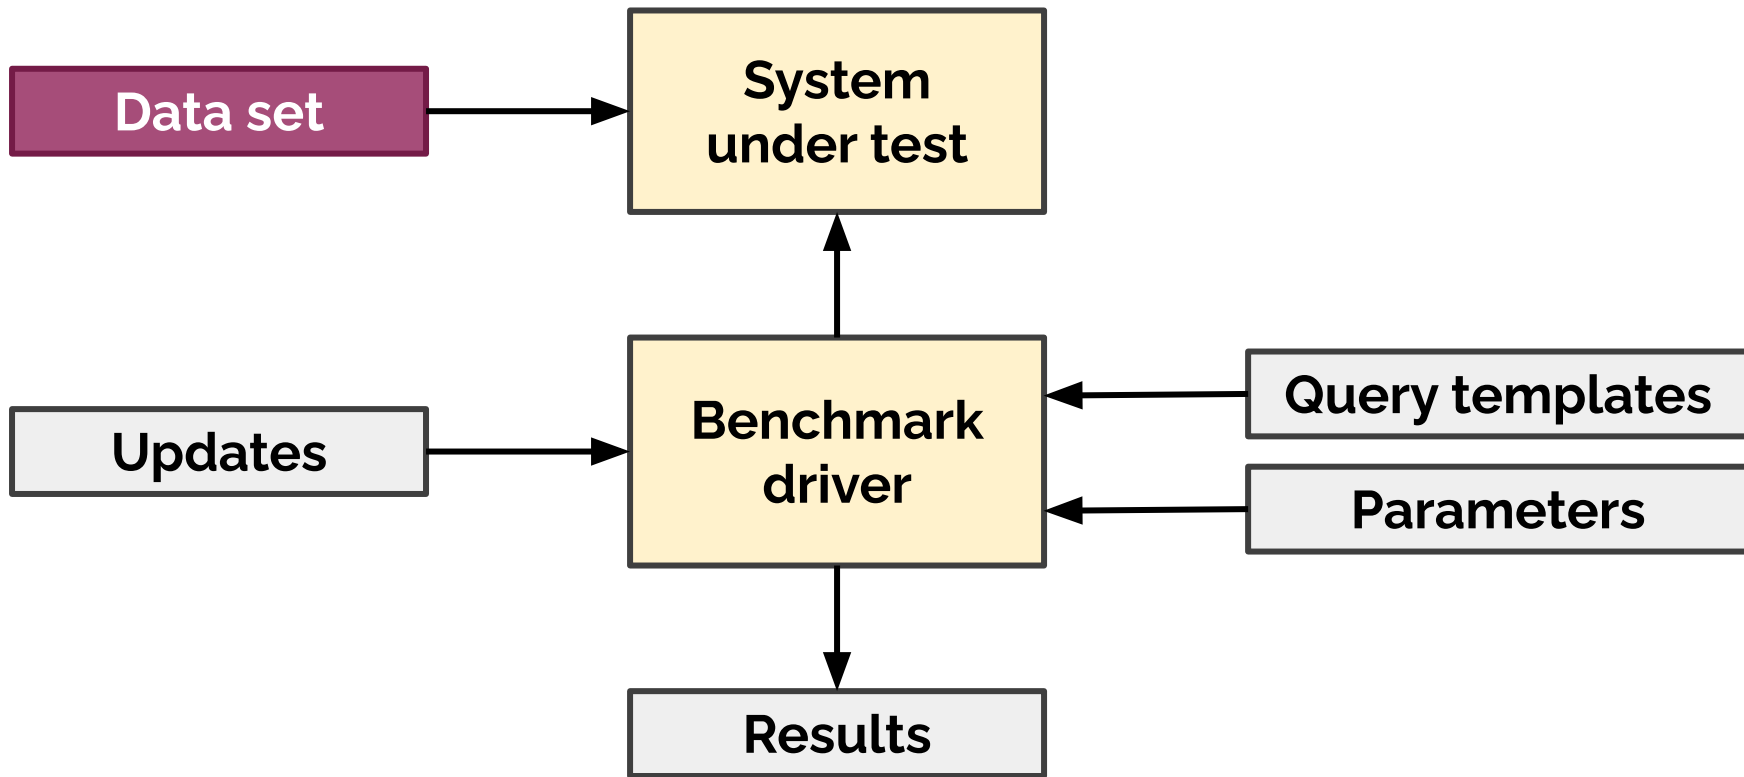 System
under test
Data set
Benchmark
driver
Updates
Query templates
Parameters
Results